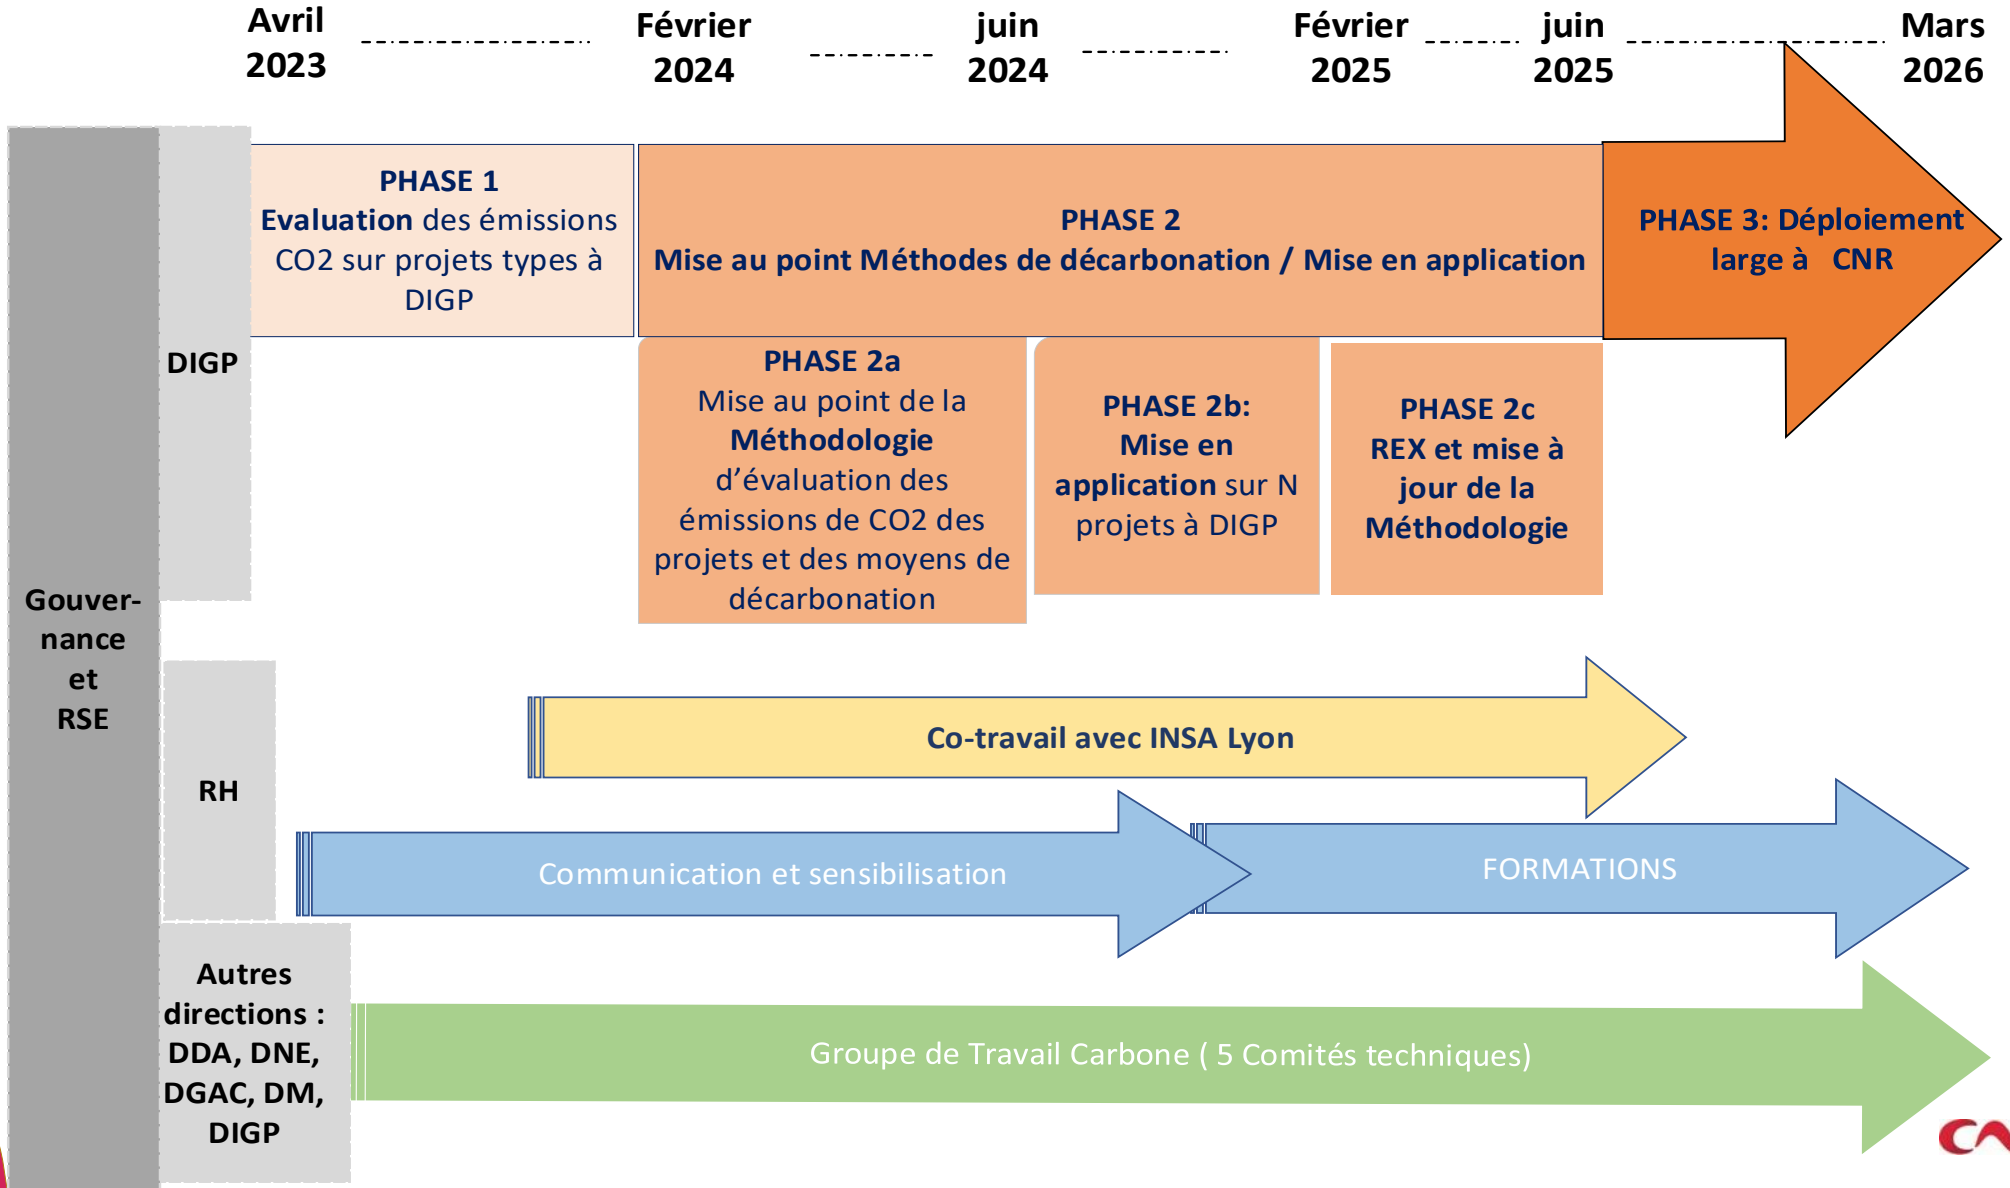 Avril
2023
Février
2024
juin
2024
Février
2025
juin
2025
Mars
2026
PHASE 1
Evaluation des émissions
CO2 sur projets types à
DIGP
PHASE 2
Mise au point Méthodes de décarbonation / Mise en application
PHASE 3: Déploiement
large à CNR
DIGP
PHASE 2a
Mise au point de la
Méthodologie
d’évaluation des
émissions de CO2 des
projets et des moyens de
décarbonation
PHASE 2b:
Mise en
application sur N
projets à DIGP
PHASE 2c
REX et mise à
jour de la
Méthodologie
Gouver-
nance
et
RSE
RH
Co-travail avec INSA Lyon
Communication et sensibilisation
FORMATIONS
Autres
directions :
DDA, DNE,
DGAC, DM,
DIGP
Groupe de Travail Carbone ( 5 Comités techniques)